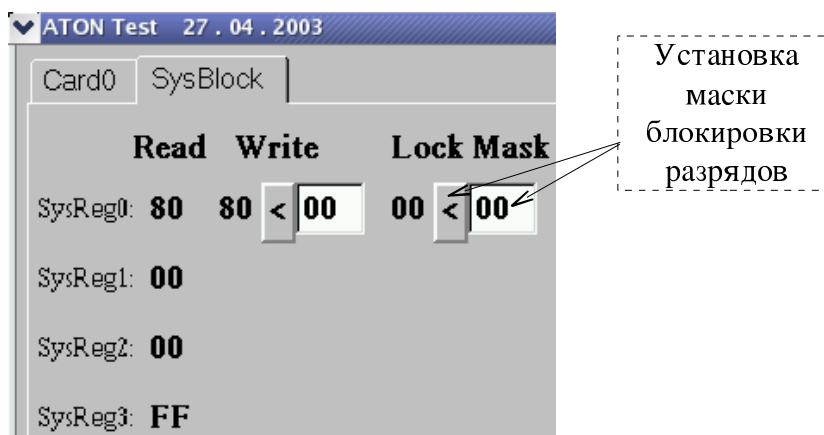 ATON Test 27 . 04 . 2003
Card0 SysBlock
Read Write Lock Mask
SysReg0: 80 80 < 00 00 < 00
SysReg1: 00
SysReg2: 00
SysReg3: FF
Установка
маски
блокировки
разрядов